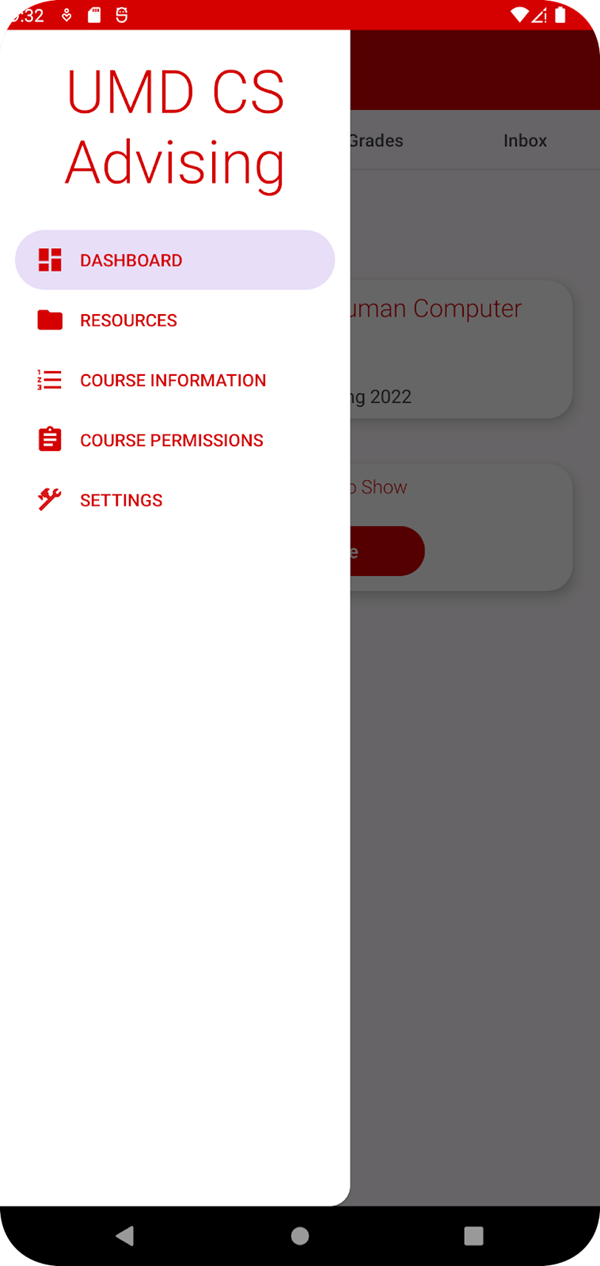 :32
UMD CS
Advising
Grades
Inbox
DASHBOARD
RESOURCES
uman Computer
COURSE INFORMATION
ng 2022
COURSE PERMISSIONS
o Show
SETTINGS
e